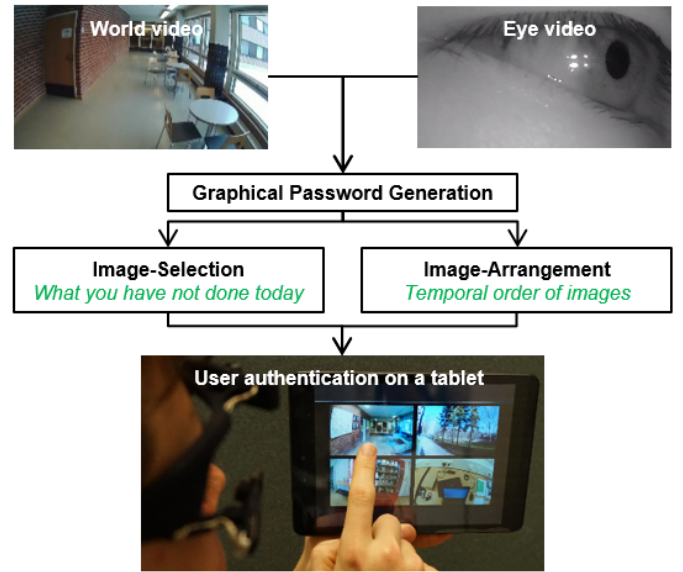 World video
Eye video
Graphical Password Generation
Image-Selection
What you have not done today
Image-Arrangement
Temporal order of images
User authentication on a tablet